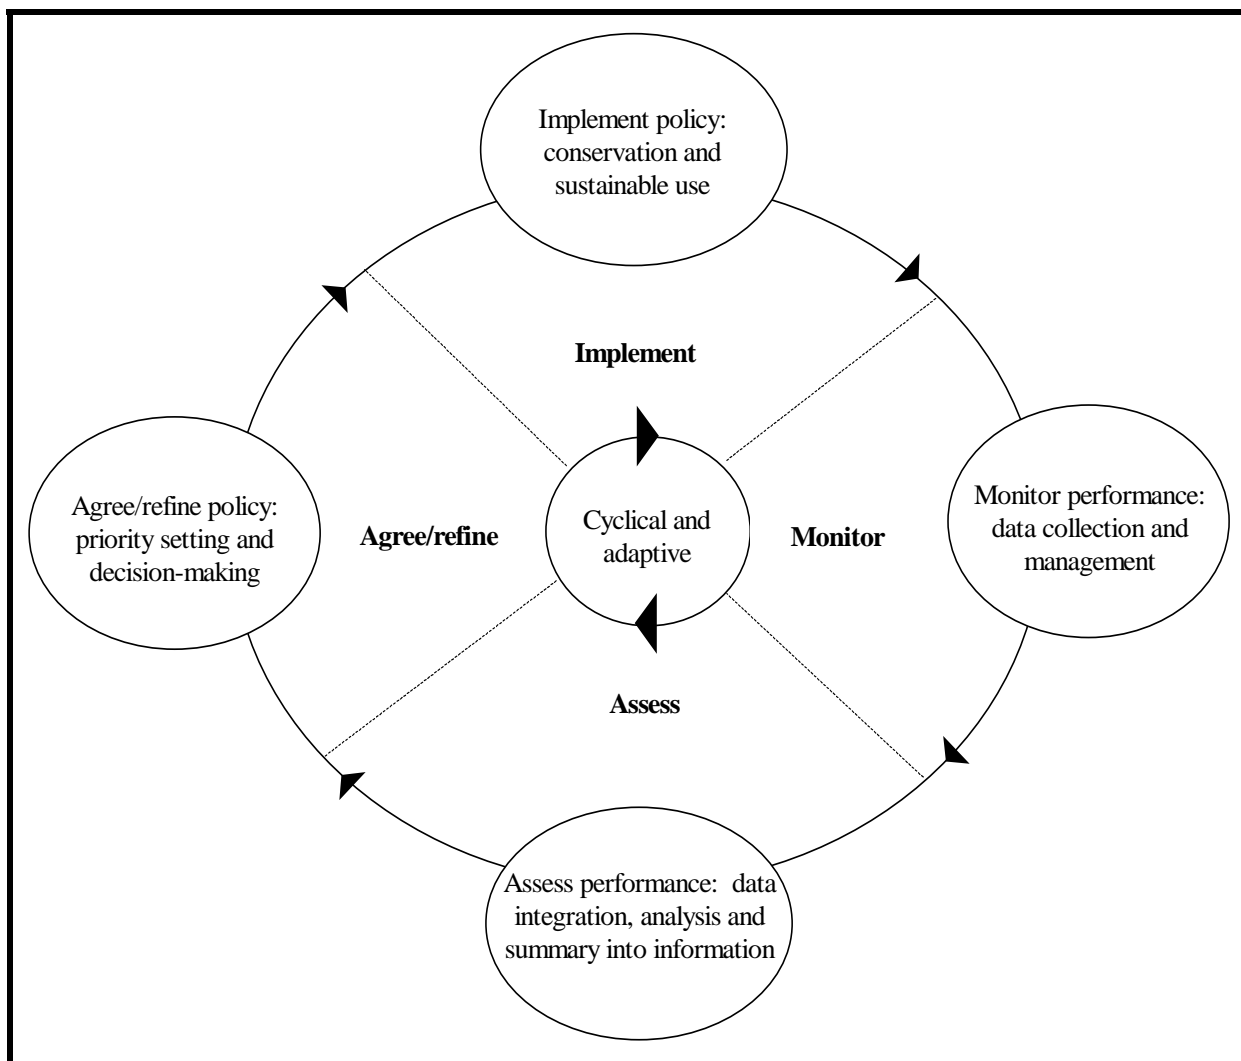 Implement policy:
conservation and
sustainable use
Implement
Agree/refine policy:
priority setting and
decision-making
Agree/refine
Cyclical and
adaptive
Monitor
Monitor performance:
data collection and
management
Assess
Assess performance:  data
integration, analysis and
summary into information